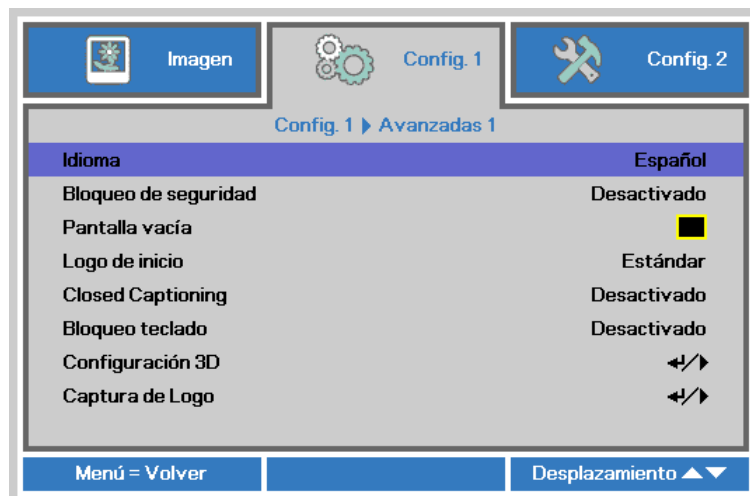 Imagen
Config. 1
Config. 2
Config. 1 ▶ Avanzadas 1
Idioma Español
Bloqueo de seguridad Desactivado
Pantalla vacía
Logo de inicio Estándar
Closed Captioning Desactivado
Bloqueo teclado Desactivado
Configuración 3D ↵/▶
Captura de Logo ↵/▶
Menú = Volver
Desplazamiento ▲▼